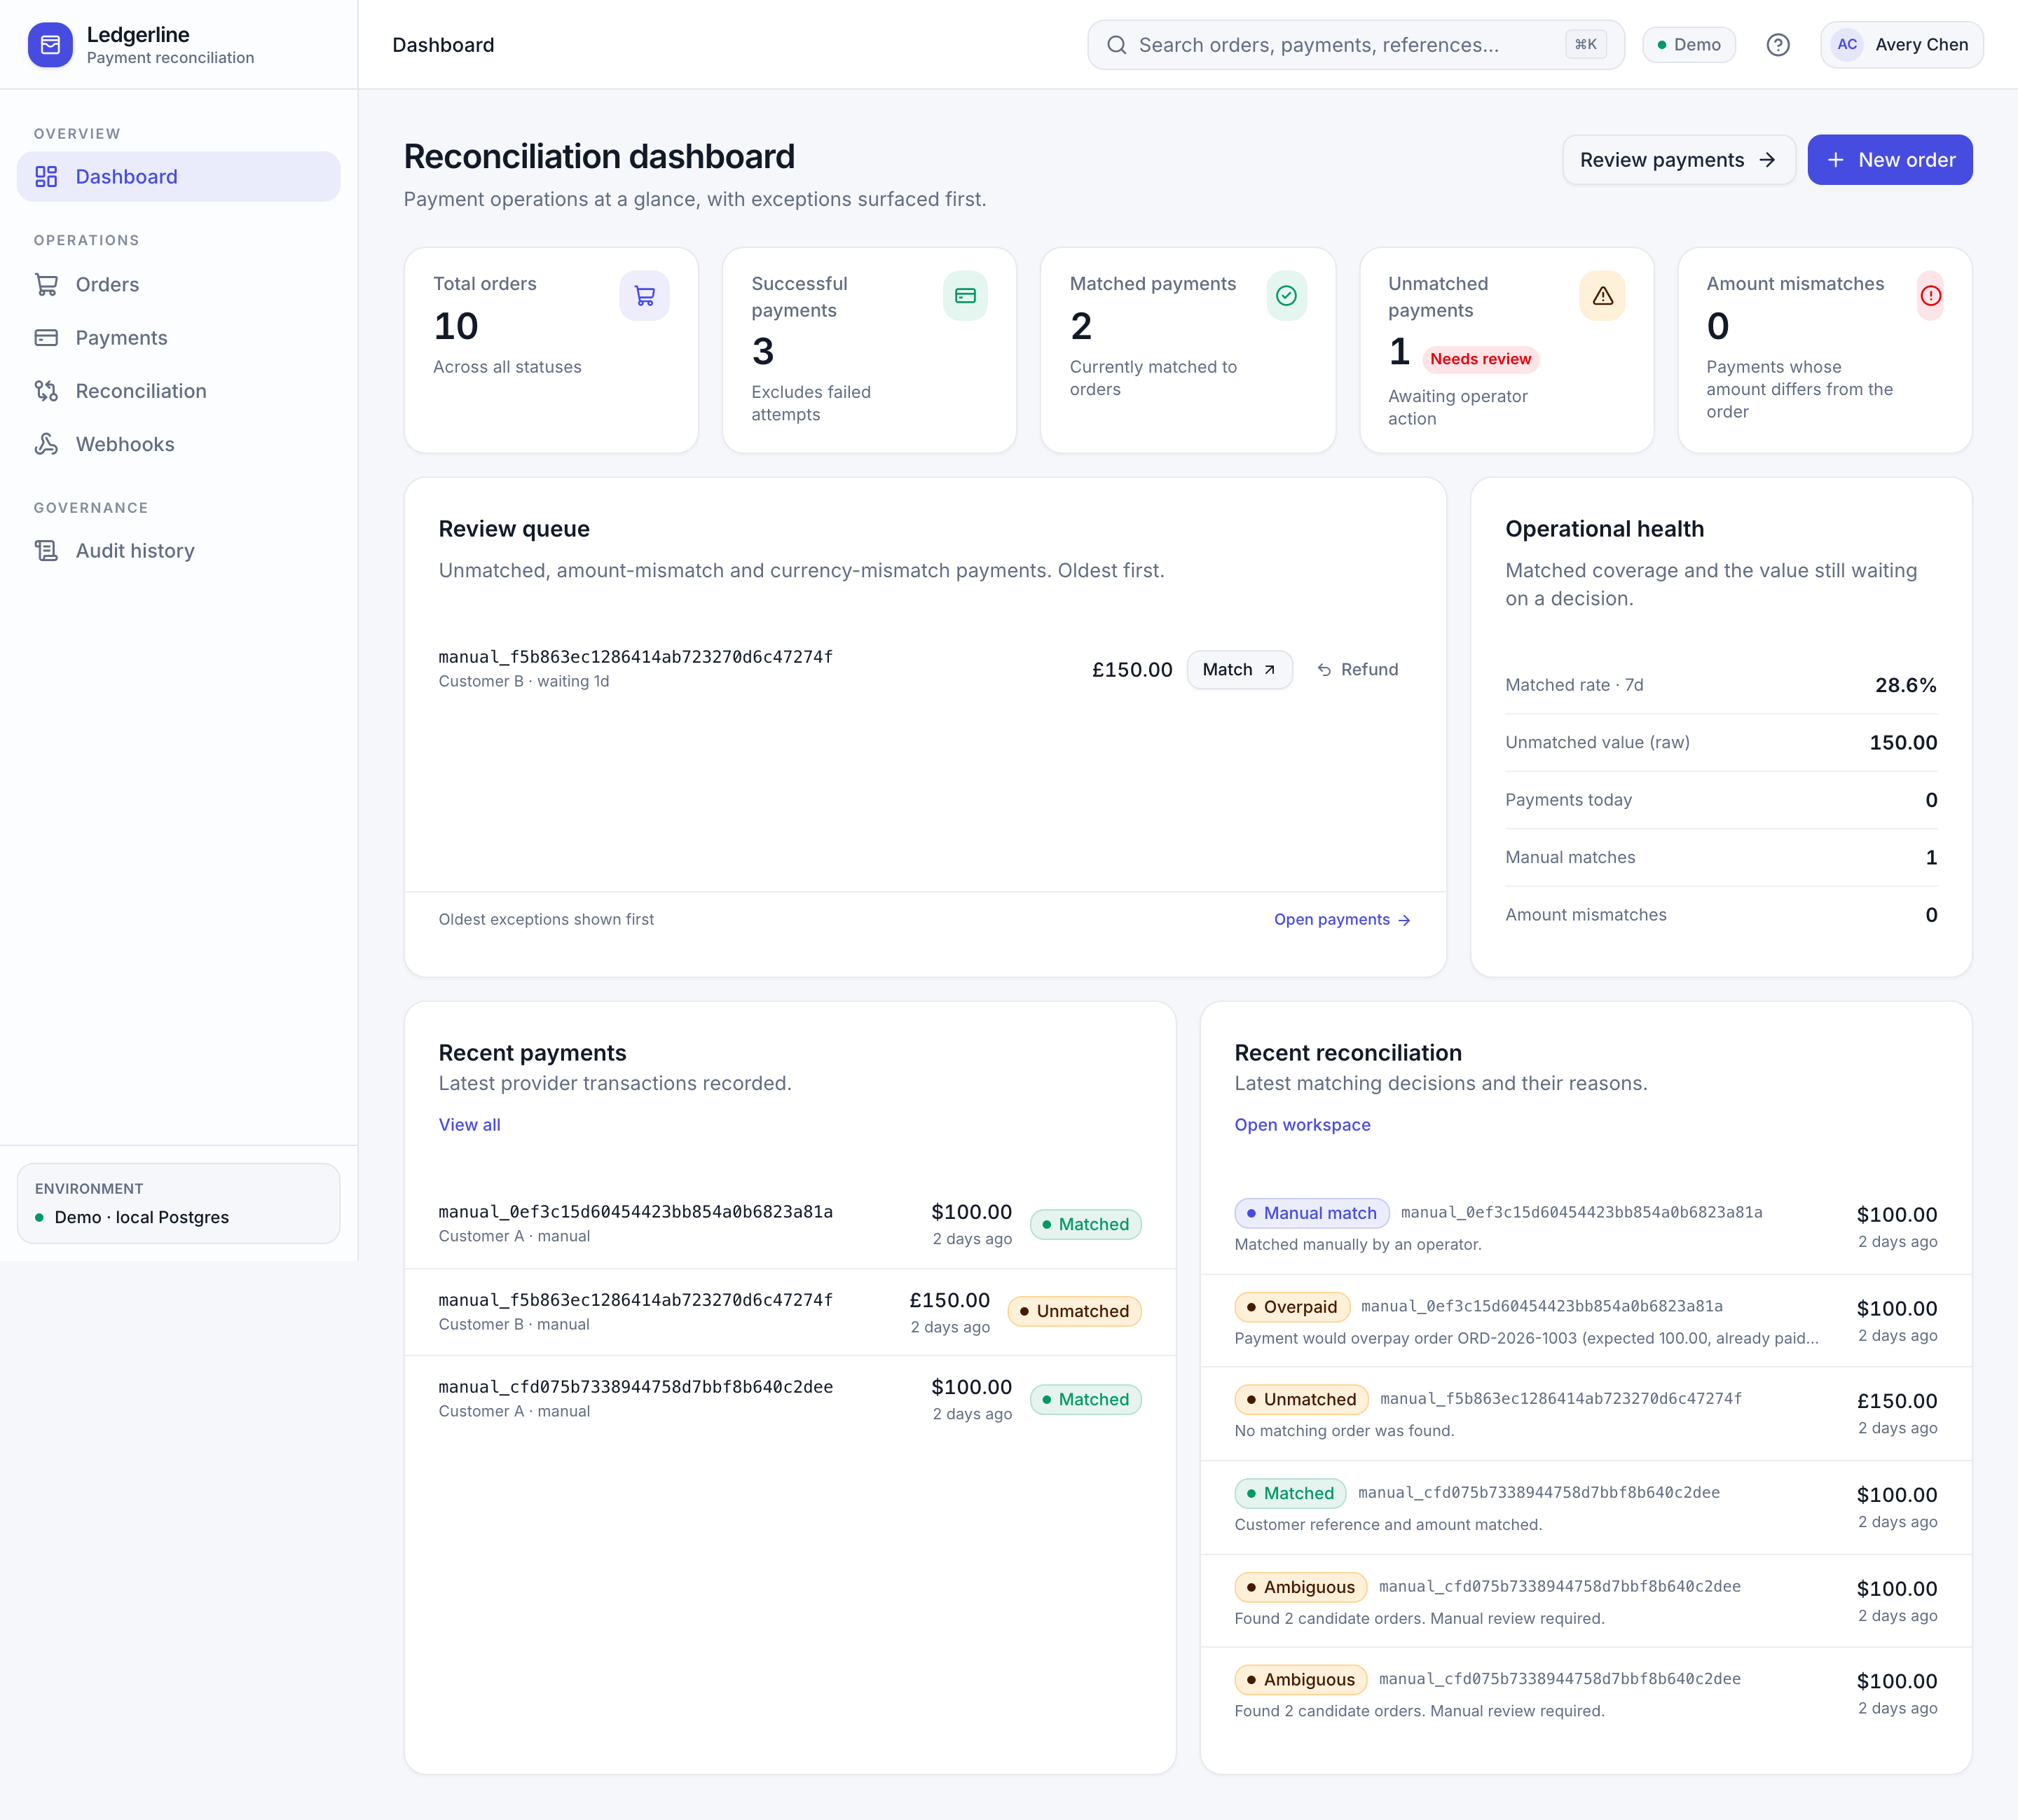 Ledgerline
Payment reconciliation
Dashboard
Search orders, payments, references...
⌘K
Demo
AC
Avery Chen
OVERVIEW
Dashboard
OPERATIONS
Orders
Payments
Reconciliation
Webhooks
GOVERNANCE
Audit history
ENVIRONMENT
Demo · local Postgres
Reconciliation dashboard
Payment operations at a glance, with exceptions surfaced first.
Review payments
New order
Total orders
10
Across all statuses
Successful
payments
3
Excludes failed
attempts
Matched payments
2
Currently matched to
orders
Unmatched
payments
1 Needs review
Awaiting operator
action
Amount mismatches
0
Payments whose
amount differs from the
order
Review queue
Unmatched, amount-mismatch and currency-mismatch payments. Oldest first.
manual_f5b863ec1286414ab723270d6c47274f
Customer B · waiting 1d
£150.00
Match
Refund
Oldest exceptions shown first
Open payments
Operational health
Matched coverage and the value still waiting
on a decision.
Matched rate · 7d 28.6%
Unmatched value (raw) 150.00
Payments today 0
Manual matches 1
Amount mismatches 0
Recent payments
Latest provider transactions recorded.
View all
manual_0ef3c15d60454423bb854a0b6823a81a
Customer A · manual
$100.00
2 days ago
Matched
manual_f5b863ec1286414ab723270d6c47274f
Customer B · manual
£150.00
2 days ago
Unmatched
manual_cfd075b7338944758d7bbf8b640c2dee
Customer A · manual
$100.00
2 days ago
Matched
Recent reconciliation
Latest matching decisions and their reasons.
Open workspace
Manual match manual_0ef3c15d60454423bb854a0b6823a81a
Matched manually by an operator.
$100.00
2 days ago
Overpaid manual_0ef3c15d60454423bb854a0b6823a81a
Payment would overpay order ORD-2026-1003 (expected 100.00, already paid...
$100.00
2 days ago
Unmatched manual_f5b863ec1286414ab723270d6c47274f
No matching order was found.
£150.00
2 days ago
Matched manual_cfd075b7338944758d7bbf8b640c2dee
Customer reference and amount matched.
$100.00
2 days ago
Ambiguous manual_cfd075b7338944758d7bbf8b640c2dee
Found 2 candidate orders. Manual review required.
$100.00
2 days ago
Ambiguous manual_cfd075b7338944758d7bbf8b640c2dee
Found 2 candidate orders. Manual review required.
$100.00
2 days ago